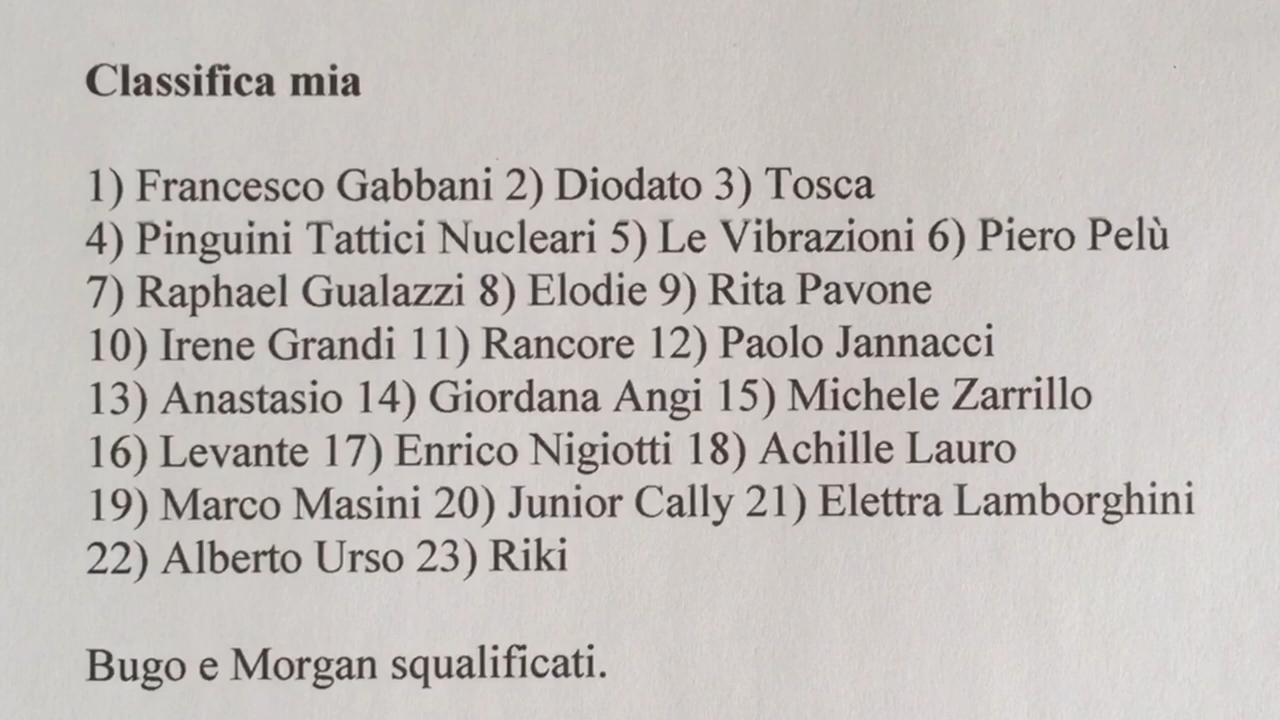 Classifica mia
1) Francesco Gabbani 2) Diodato 3) Tosca
4) Pinguini Tattici Nucleari 5) Le Vibrazioni 6) Piero Pelù
7) Raphael Gualazzi 8) Elodie 9) Rita Pavone
10) Irene Grandi 11) Rancore 12) Paolo Jannacci
13) Anastasio 14) Giordana Angi 15) Michele Zarrillo
16) Levante 17) Enrico Nigiotti 18) Achille Lauro
19) Marco Masini 20) Junior Cally 21) Elettra Lamborghini
22) Alberto Urso 23) Riki
Bugo e Morgan squalificati.